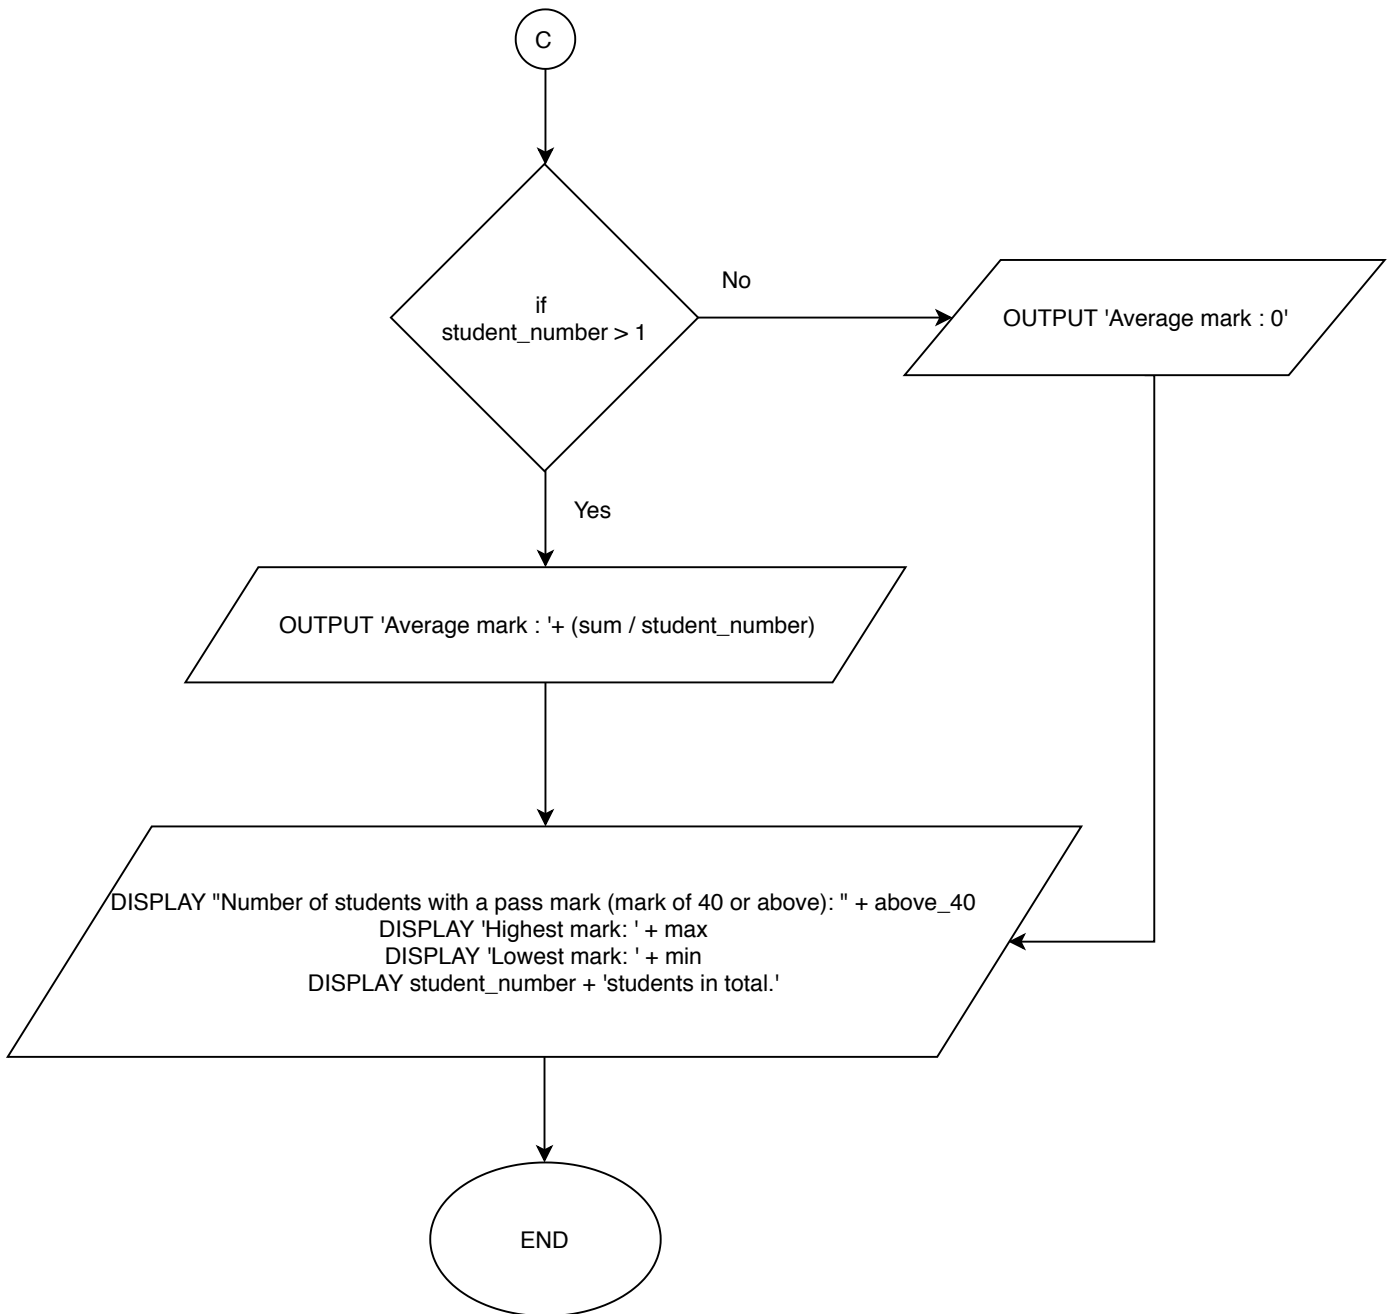 C
if
student_number > 1
No
OUTPUT 'Average mark : 0'
Yes
OUTPUT 'Average mark : '+ (sum / student_number)
DISPLAY "Number of students with a pass mark (mark of 40 or above): " + above_40
DISPLAY 'Highest mark: ' + max
DISPLAY 'Lowest mark: ' + min
DISPLAY student_number + 'students in total.'
END